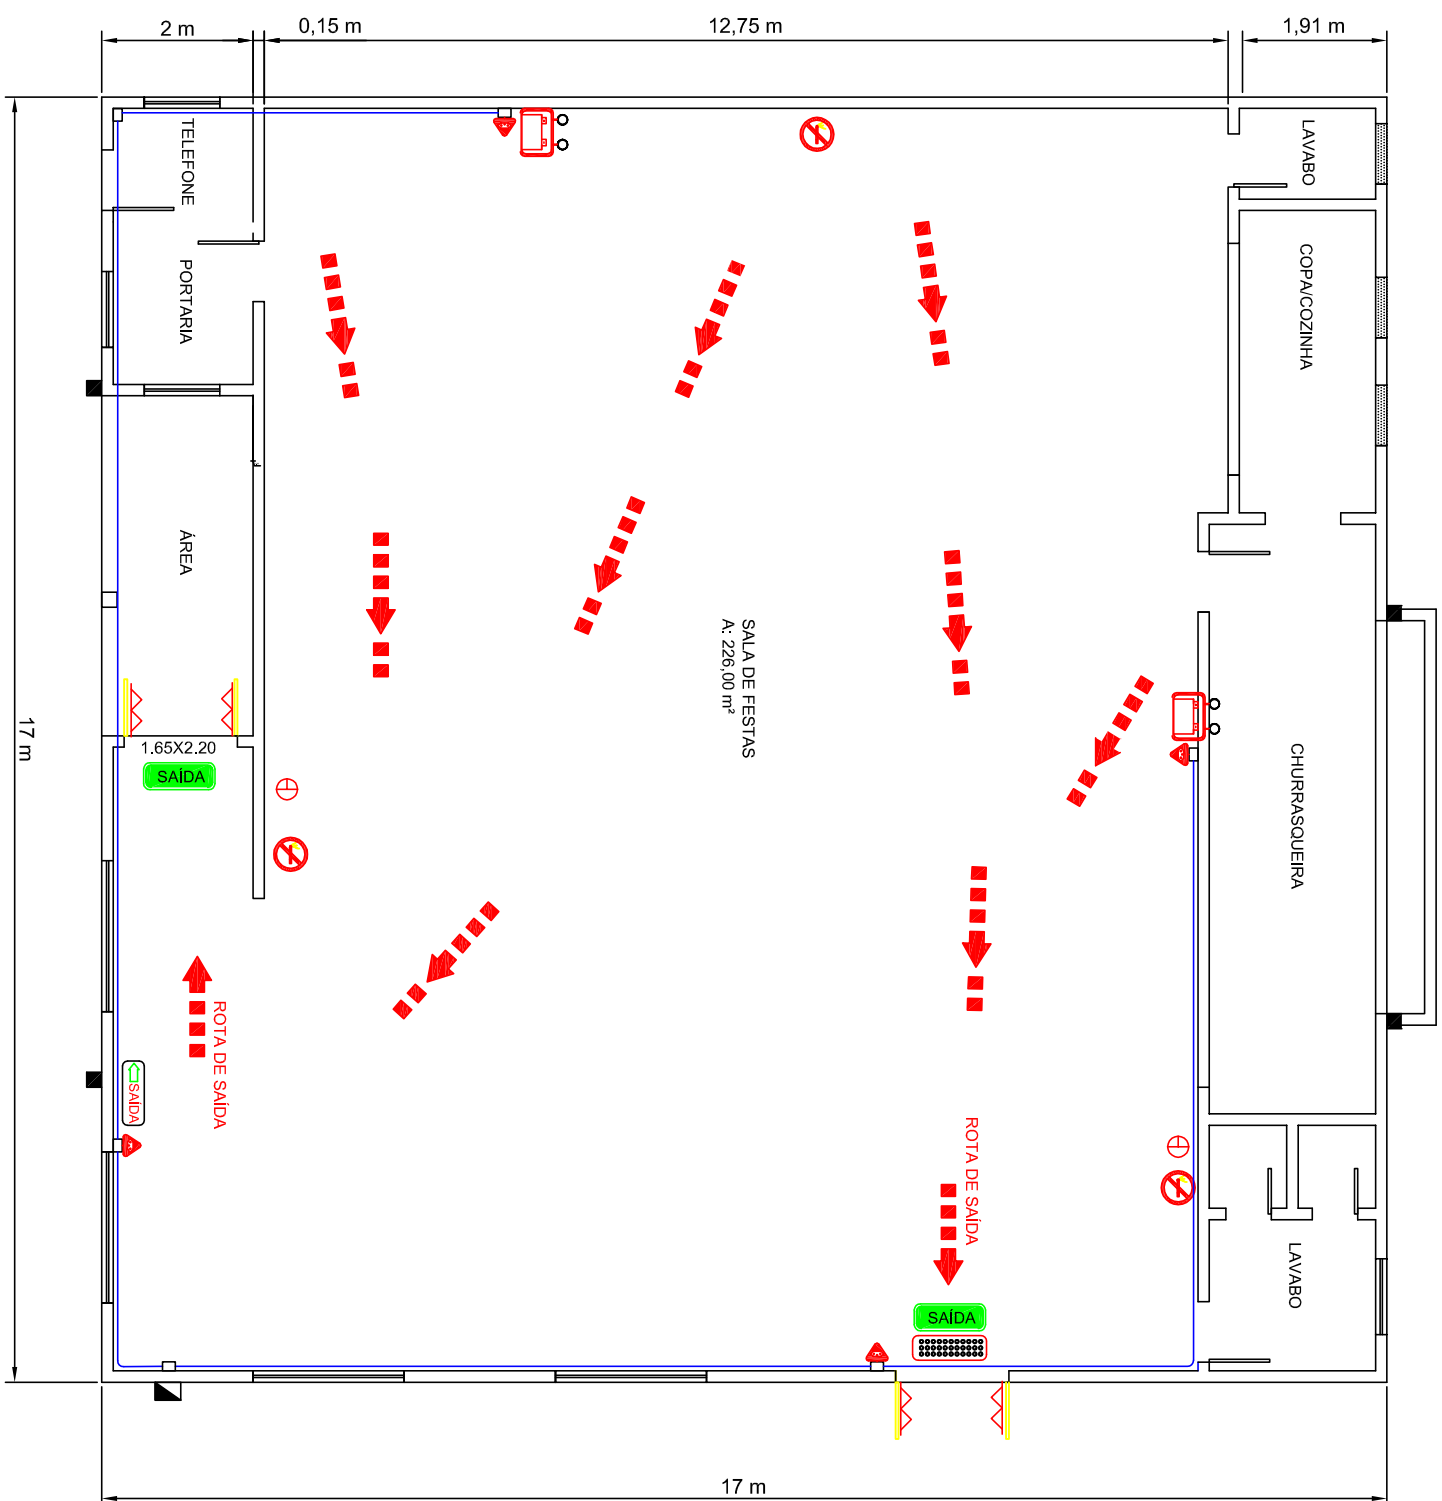 2 m
0,15 m
12,75 m
1,91 m
TELEFONE
LAVABO
PORTARIA
COPA/COZINHA
ÁREA
SALA DE FESTAS
A: 226,00 m²
CHURRASQUEIRA
17 m
1.65X2.20
SAÍDA
ROTA DE SAÍDA
SAÍDA
ROTA DE SAÍDA
LAVABO
SAÍDA
17 m